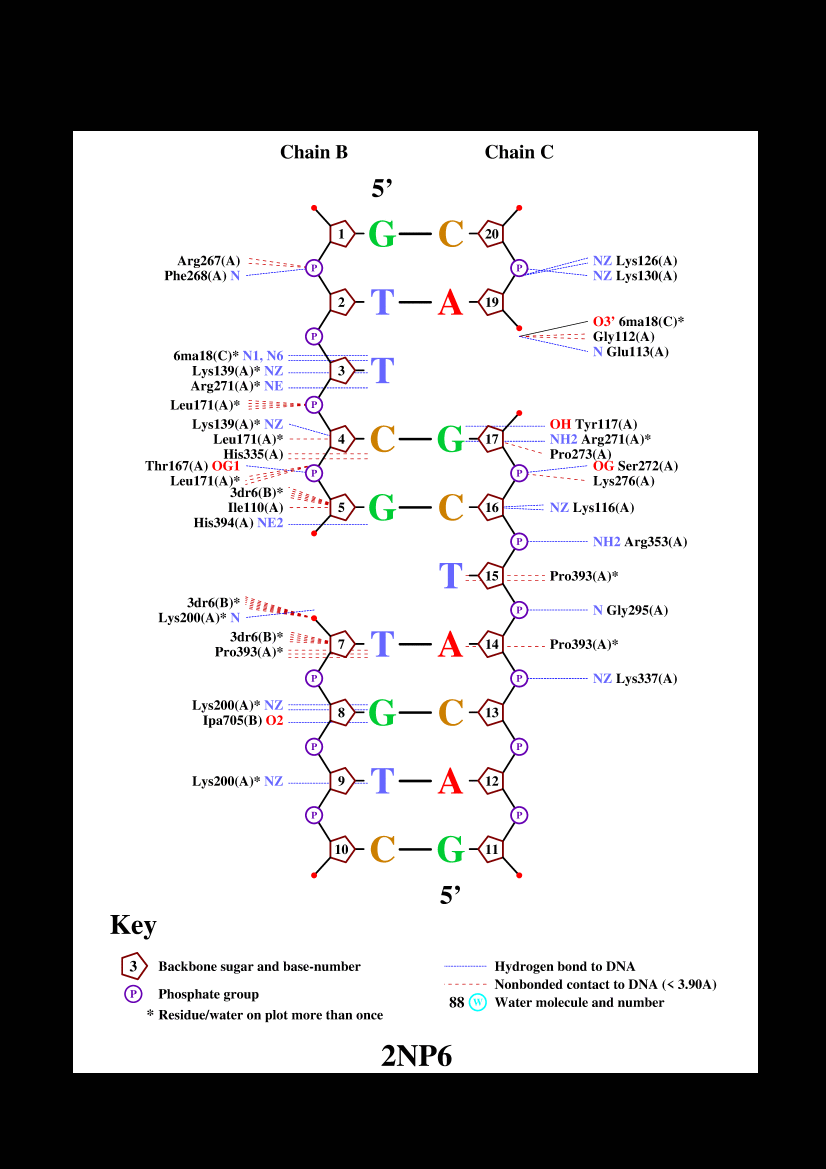 Chain B Chain C
5’
1 G C 20
Arg267(A) P P NZ Lys126(A)
Phe268(A) N NZ Lys130(A)
2 T A 19
O3’ 6ma18(C)*
P Gly112(A)
N Glu113(A)
6ma18(C)* N1, N6
Lys139(A)* NZ 3 T
Arg271(A)* NE
Leu171(A)* P
Lys139(A)* NZ OH Tyr117(A)
Leu171(A)* 4 C G 17 NH2 Arg271(A)*
His335(A) Pro273(A)
Thr167(A) OG1 P P OG Ser272(A)
Leu171(A)* Lys276(A)
3dr6(B)*
Ile110(A) 5 G C 16 NZ Lys116(A)
His394(A) NE2
P NH2 Arg353(A)
T 15 Pro393(A)*
3dr6(B)* P N Gly295(A)
Lys200(A)* N
3dr6(B)* 7 T A 14 Pro393(A)*
Pro393(A)*
P P NZ Lys337(A)
Lys200(A)* NZ 8 G C 13
Ipa705(B) O2
P P
Lys200(A)* NZ 9 T A 12
P P
10 C G 11
5’
Key
3 Backbone sugar and base-number
P Phosphate group
* Residue/water on plot more than once
Hydrogen bond to DNA
Nonbonded contact to DNA (< 3.90A)
88 W Water molecule and number
2NP6